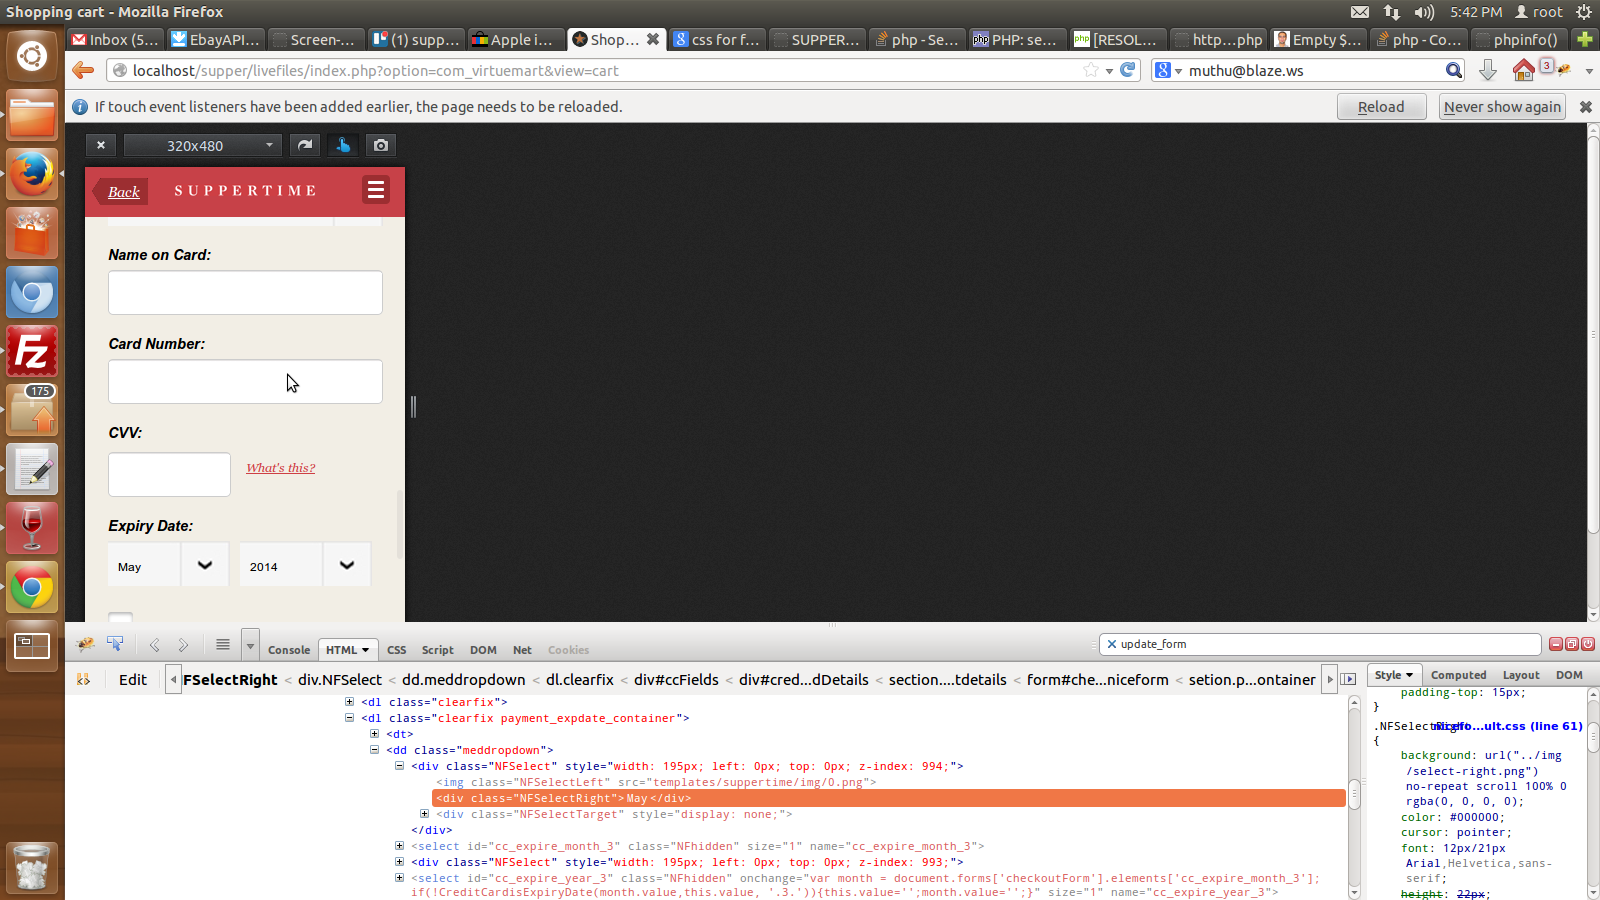 Shopping cart - Mozilla Firefox
5:42 PM root
Inbox (5... EbayAPI... Screen-... (1) supp... Apple i... Shop... css for f... SUPPER... php - Se... PHP: se... [RESOL... http...php Empty $... php - Co... phpinfo()
localhost/supper/livefiles/index.php?option=com_virtuemart&view=cart
muthu@blaze.ws
3
If touch event listeners have been added earlier, the page needs to be reloaded.
Reload
Never show again
320x480
Back
SUPPERTIME
Name on Card:
Card Number:
175
CVV:
What's this?
Expiry Date:
May
2014
Console HTML CSS Script DOM Net Cookies
update_form
Edit
FSelectRight < div.NFSelect < dd.meddropdown < dl.clearfix < div#ccFields < div#cred...dDetails < section....tdetails < form#che...niceform < setion.p...ontainer
Style Computed Layout DOM
<dl class="clearfix">
<dl class="clearfix payment_expdate_container">
<dt>
<dd class="meddropdown">
<div class="NFSelect" style="width: 195px; left: 0px; top: 0px; z-index: 994;">
<img class="NFSelectLeft" src="templates/suppertime/img/0.png">
<div class="NFSelectRight">May</div>
<div class="NFSelectTarget" style="display: none;">
</div>
<select id="cc_expire_month_3" class="NFhidden" size="1" name="cc_expire_month_3">
<div class="NFSelect" style="width: 195px; left: 0px; top: 0px; z-index: 993;">
<select id="cc_expire_year_3" class="NFhidden" onchange="var month = document.forms['checkoutForm'].elements['cc_expire_month_3'];
if(!CreditCardisExpiryDate(month.value,this.value, '.3.')){this.value='';month.value='';}" size="1" name="cc_expire_year_3">
padding-top: 15px;
}
.NFSelectRight
ult.css (line 61)
{
background: url("../img
/select-right.png")
no-repeat scroll 100% 0
rgba(0, 0, 0, 0);
color: #000000;
cursor: pointer;
font: 12px/21px
Arial,Helvetica,sans-
serif;
height: 22px;